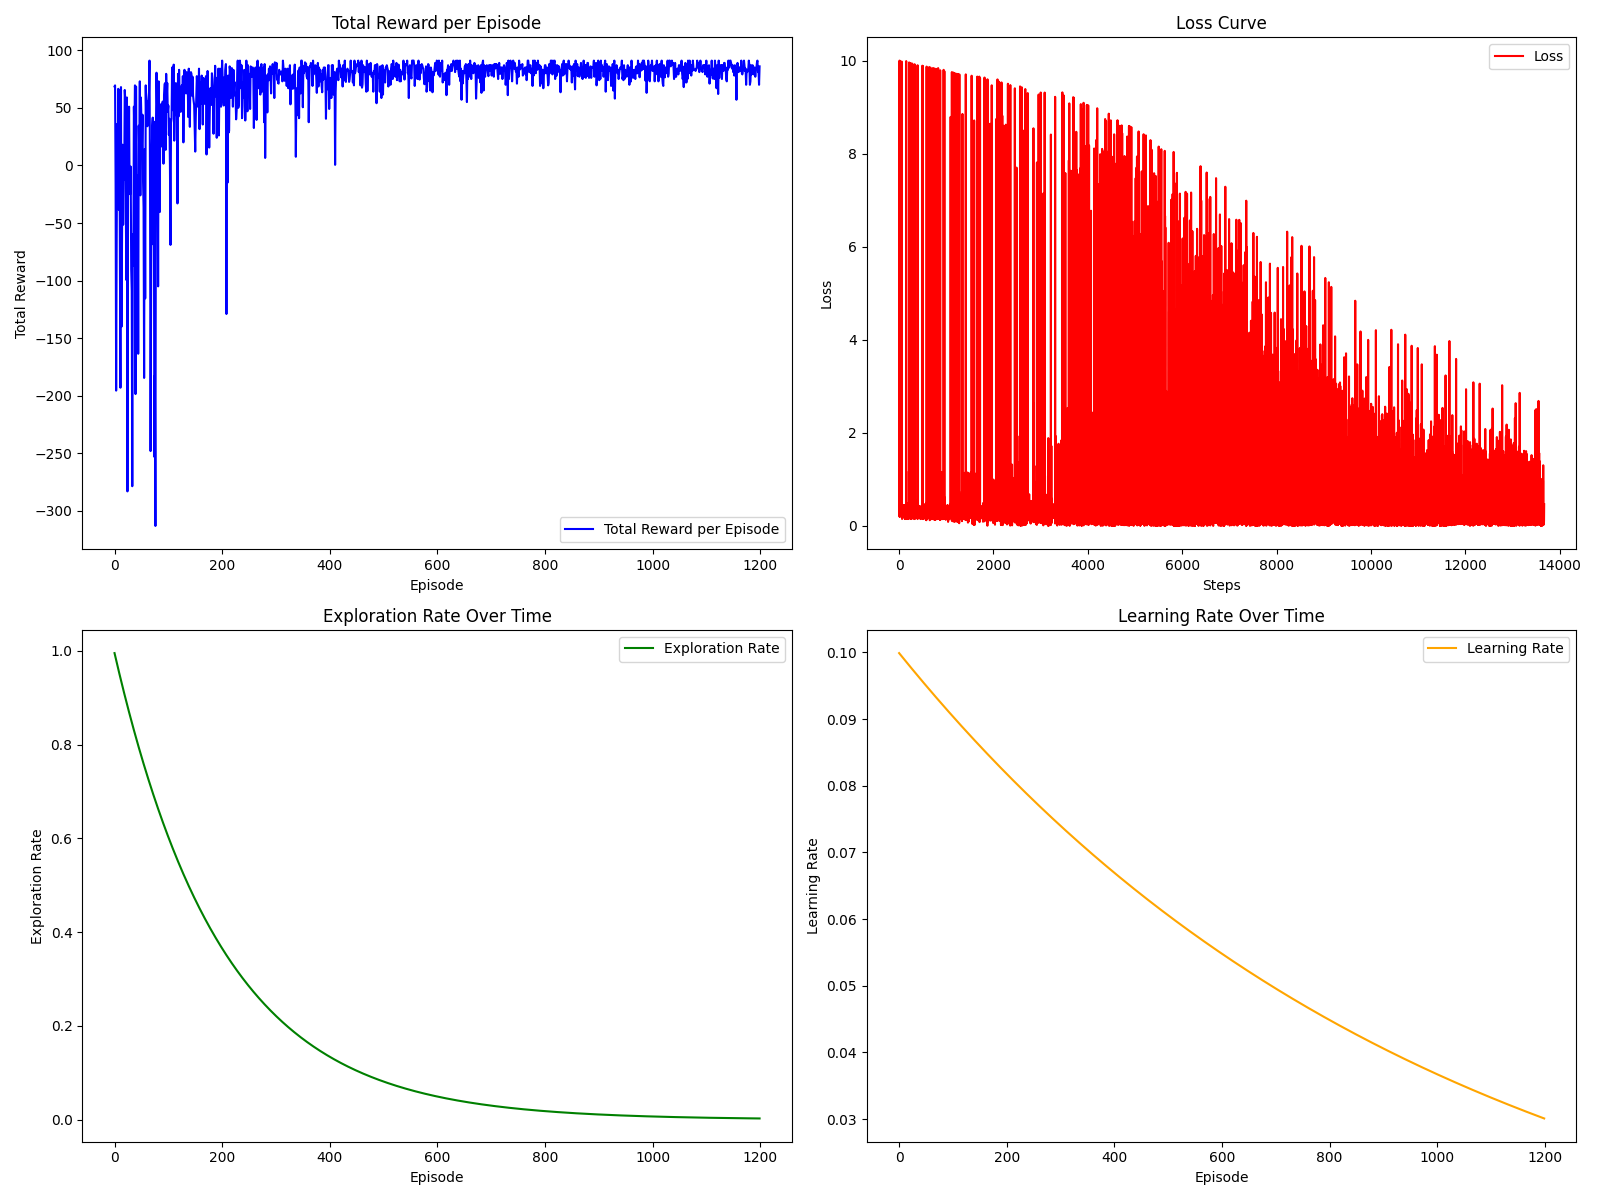 Total Reward per Episode
100
50
0
−50
−100
−150
−200
−250
−300
Total Reward
Total Reward per Episode
0 200 400 600 800 1000 1200
Episode
Loss Curve
Loss
10
8
6
4
2
0
Loss
0 2000 4000 6000 8000 10000 12000 14000
Steps
Exploration Rate Over Time
Exploration Rate
1.0
0.8
0.6
0.4
0.2
0.0
Exploration Rate
0 200 400 600 800 1000 1200
Episode
Learning Rate Over Time
Learning Rate
0.10
0.09
0.08
0.07
0.06
0.05
0.04
0.03
Learning Rate
0 200 400 600 800 1000 1200
Episode